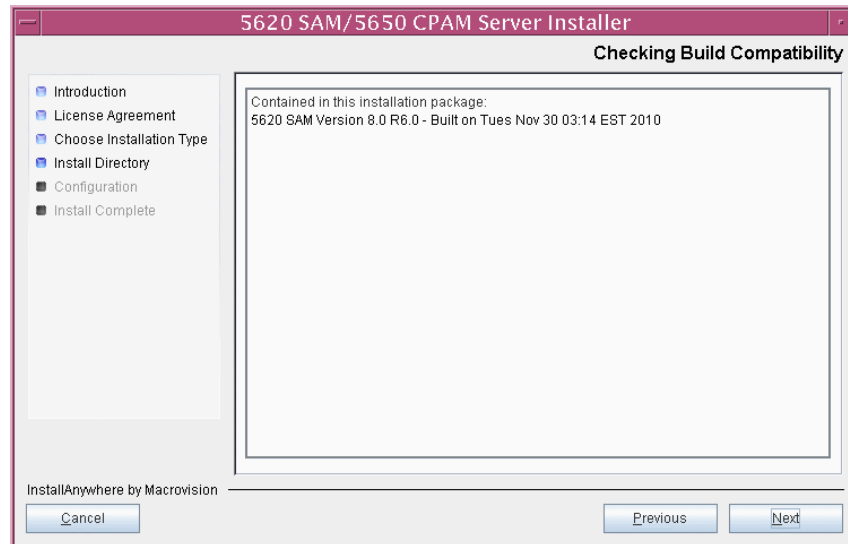 5620 SAM/5650 CPAM Server Installer
Checking Build Compatibility
Introduction
License Agreement
Choose Installation Type
Install Directory
Configuration
Install Complete
Contained in this installation package:
5620 SAM Version 8.0 R6.0 - Built on Tues Nov 30 03:14 EST 2010
InstallAnywhere by Macrovision
Cancel
Previous
Next